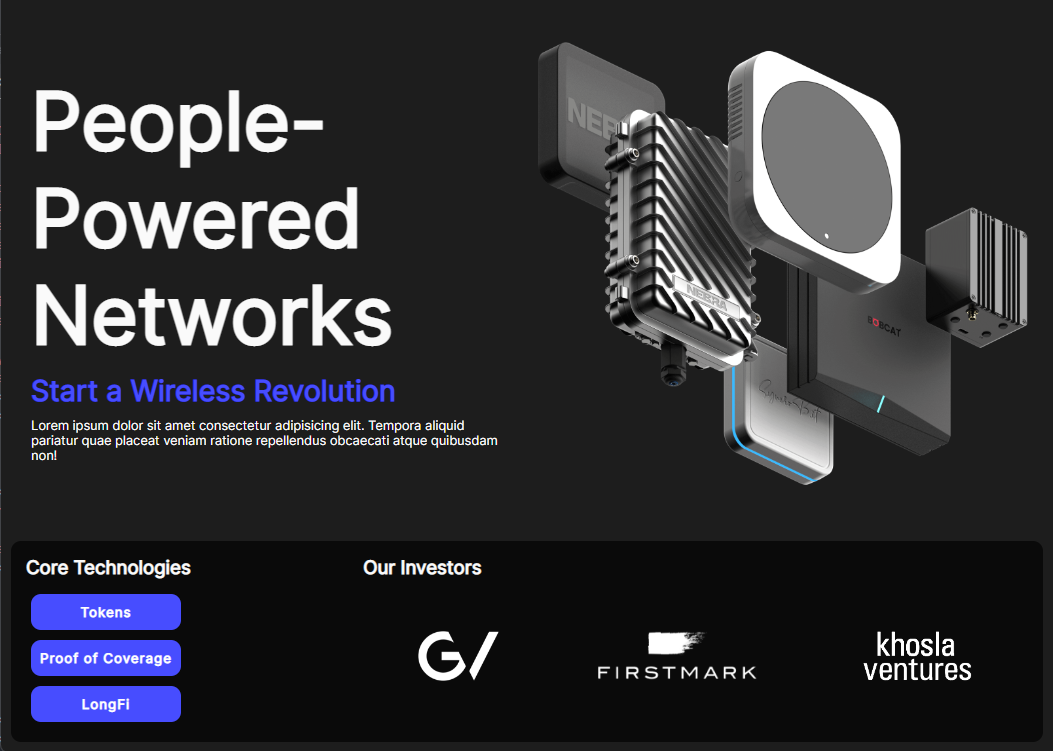 People-
Powered
Networks
Start a Wireless Revolution
Lorem ipsum dolor sit amet consectetur adipisicing elit. Tempora aliquid
pariatur quae placeat veniam ratione repellendus obcaecati atque quibusdam
non!
NEBRA
BOBCAT
Core Technologies
Tokens
Proof of Coverage
LongFi
Our Investors
GV
FIRSTMARK
khosla
ventures